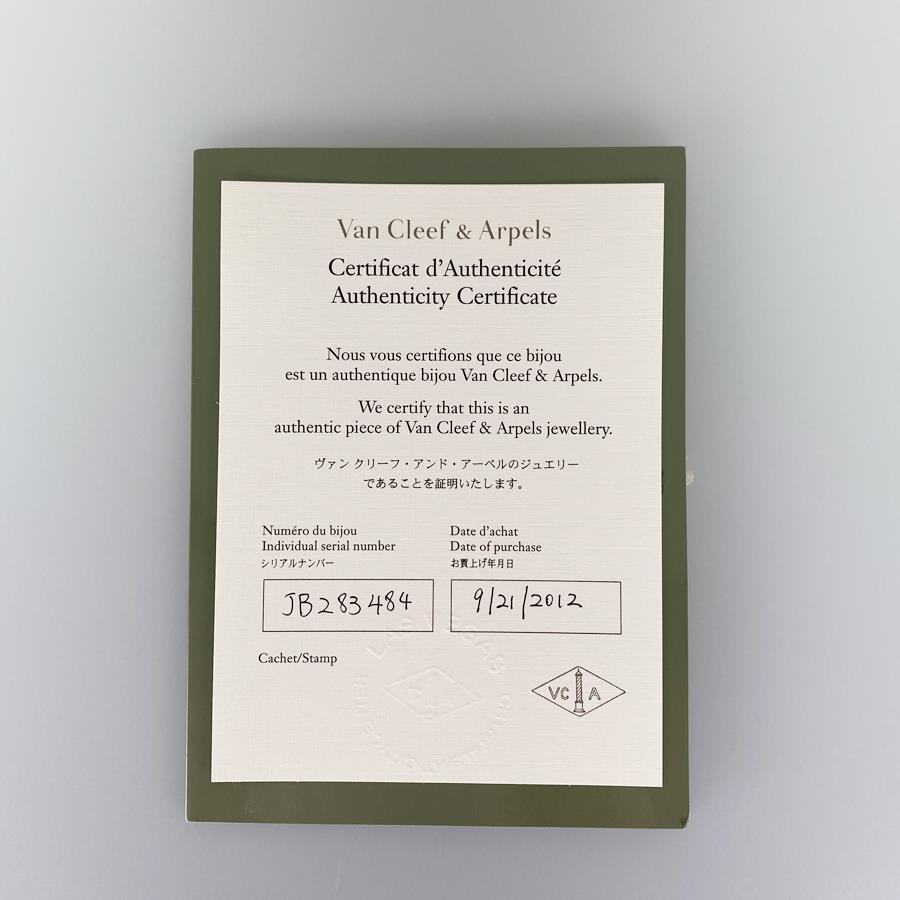 Van Cleef & Arpels
Certificat d'Authenticité
Authenticity Certificate
Nous vous certifions que ce bijou
est un authentique bijou Van Cleef & Arpels.
We certify that this is an
authentic piece of Van Cleef & Arpels jewellery.
ヴァン クリーフ・アンド・アーペルのジュエリー
であることを証明いたします。
Numéro du bijou
Individual serial number
シリアルナンバー
JB283484
Date d'achat
Date of purchase
お買上げ年月日
9/21/2012
Cachet/Stamp
LAS VEGAS
VC A